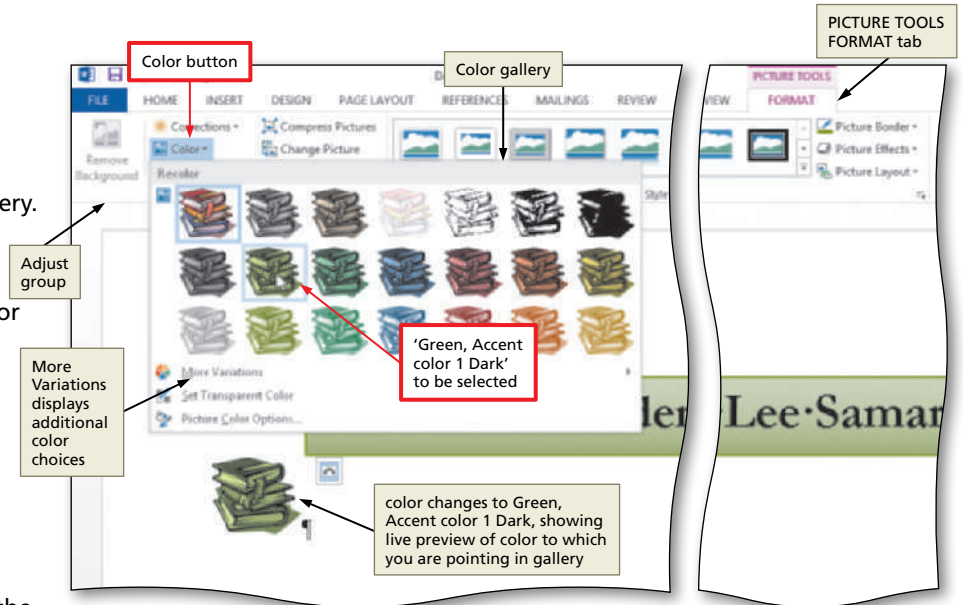 PICTURE TOOLS
FORMAT tab
Color button
Color gallery
PICTURE TOOLS
FILE HOME INSERT DESIGN PAGE LAYOUT REFERENCES MAILINGS REVIEW VIEW FORMAT
Corrections
Compress Pictures
Picture Border
Color
Change Picture
Picture Effects
Remove
Background
Picture Layout
Recolor
Style
ery.
Adjust
group
or
'Green, Accent
color 1 Dark'
to be selected
More
Variations
displays
additional
color
choices
More Variations
Set Transparent Color
Picture Color Options...
der·Lee·Samar
color changes to Green,
Accent color 1 Dark, showing
live preview of color to which
you are pointing in gallery
¶
the